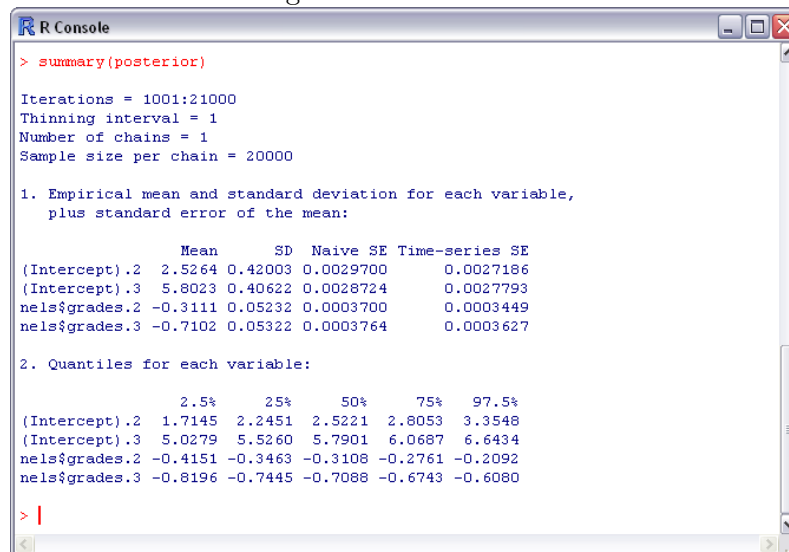 R Console
> summary(posterior)
Iterations = 1001:21000
Thinning interval = 1
Number of chains = 1
Sample size per chain = 20000
1. Empirical mean and standard deviation for each variable,
plus standard error of the mean:
Mean SD Naive SE Time-series SE
(Intercept).2 2.5264 0.42003 0.0029700 0.0027186
(Intercept).3 5.8023 0.40622 0.0028724 0.0027793
nels$grades.2 -0.3111 0.05232 0.0003700 0.0003449
nels$grades.3 -0.7102 0.05322 0.0003764 0.0003627
2. Quantiles for each variable:
2.5% 25% 50% 75% 97.5%
(Intercept).2 1.7145 2.2451 2.5221 2.8053 3.3548
(Intercept).3 5.0279 5.5260 5.7901 6.0687 6.6434
nels$grades.2 -0.4151 -0.3463 -0.3108 -0.2761 -0.2092
nels$grades.3 -0.8196 -0.7445 -0.7088 -0.6743 -0.6080
>